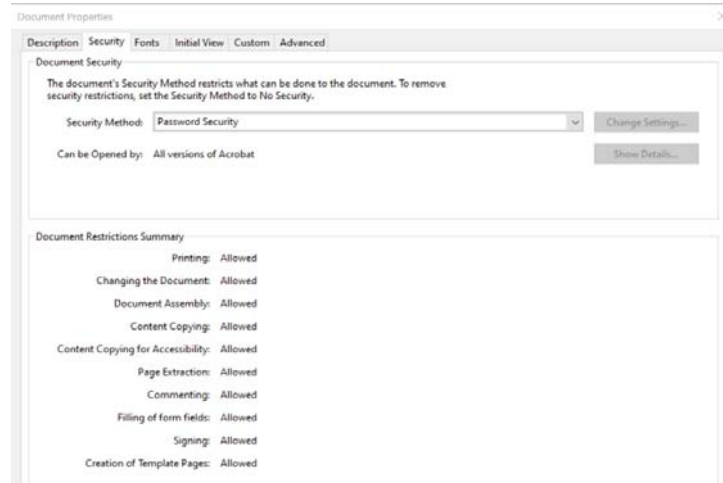 Document Properties
Description Security Fonts Initial View Custom Advanced
Document Security
The document's Security Method restricts what can be done to the document. To remove
security restrictions, set the Security Method to No Security.
Security Method: Password Security Change Settings...
Can be Opened by: All versions of Acrobat Show Details...
Document Restrictions Summary
Printing: Allowed
Changing the Document: Allowed
Document Assembly: Allowed
Content Copying: Allowed
Content Copying for Accessibility: Allowed
Page Extraction: Allowed
Commenting: Allowed
Filling of form fields: Allowed
Signing: Allowed
Creation of Template Pages: Allowed